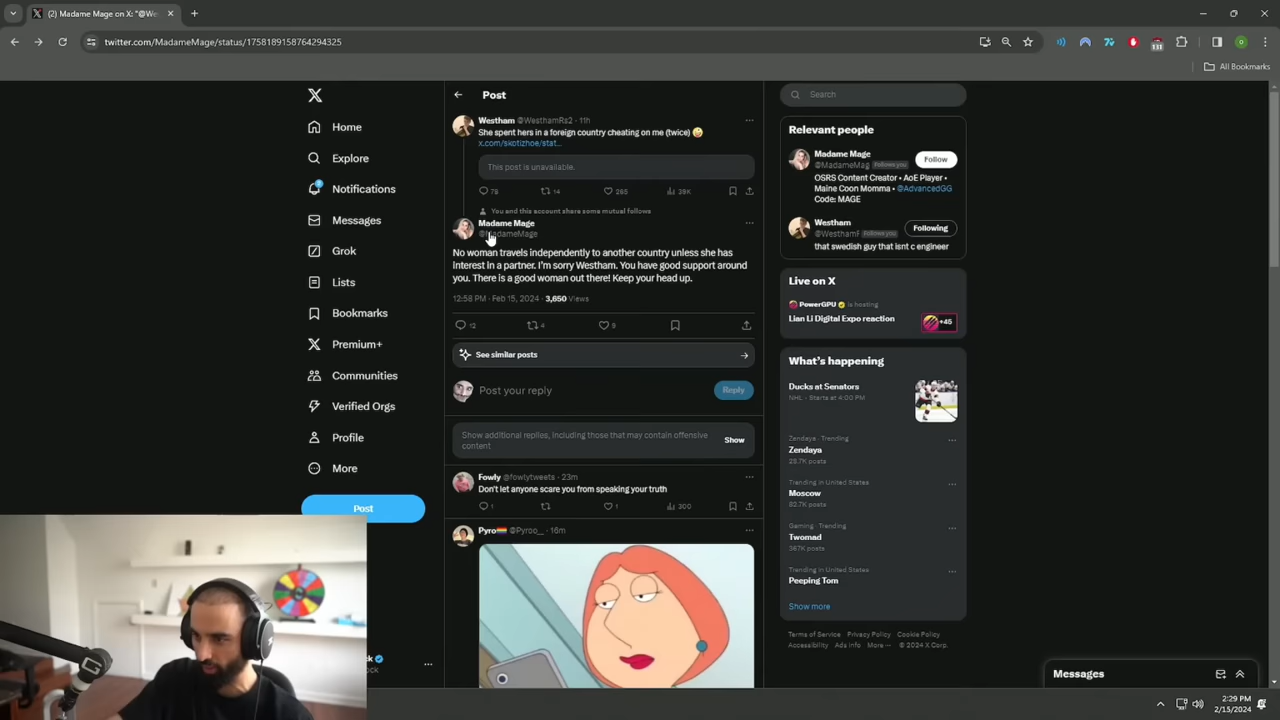 (2) Madame Mage on X: "@We
twitter.com/MadameMage/status/1758189158764294325
All Bookmarks
Home
Explore
Notifications
Messages
Grok
Lists
Bookmarks
Premium+
Communities
Verified Orgs
Profile
More
Post
Post
Westham @WesthamRs2 · 11h
She spent hers in a foreign country cheating on me (twice)
x.com/skotizhoe/stat…
This post is unavailable.
76 14 265 39K
You and this account share some mutual follows
Madame Mage
@MadameMage
No woman travels independently to another country unless she has
interest in a partner. I'm sorry Westham. You have good support around
you. There is a good woman out there! Keep your head up.
12:58 PM · Feb 15, 2024 · 3,650 Views
12 4 9
See similar posts
Post your reply
Reply
Show additional replies, including those that may contain offensive
content
Show
Fowly @fowlytweets · 23m
Don't let anyone scare you from speaking your truth
1 1 300
Pyro @Pyroo__ · 16m
Search
Relevant people
Madame Mage
@MadameMag Follows you
Follow
OSRS Content Creator • AoE Player •
Maine Coon Momma • @AdvancedGG
Code: MAGE
Westham
@WesthamF Follows you
Following
that swedish guy that isnt c engineer
Live on X
PowerGPU is hosting
Lian Li Digital Expo reaction
+45
What's happening
Ducks at Senators
NHL · Starts at 4:00 PM
Zendaya · Trending
Zendaya
28.7K posts
Trending in United States
Moscow
82.7K posts
Gaming · Trending
Twomad
367K posts
Trending in United States
Peeping Tom
Show more
Terms of Service Privacy Policy Cookie Policy
Accessibility Ads info More ··· © 2024 X Corp.
Messages
2:29 PM
2/15/2024